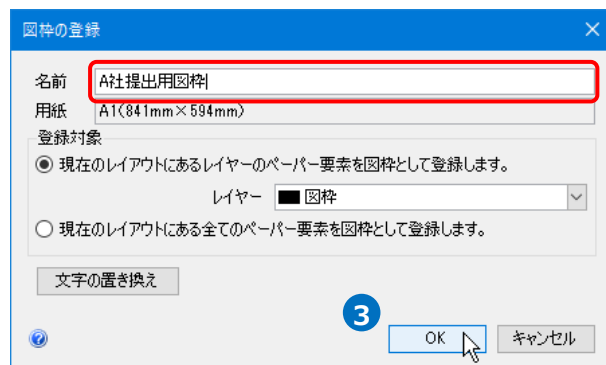 図枠の登録
名前 A社提出用図枠
用紙 A1(841mm×594mm)
登録対象
現在のレイアウトにあるレイヤーのペーパー要素を図枠として登録します。
レイヤー 図枠
現在のレイアウトにある全てのペーパー要素を図枠として登録します。
文字の置き換え
3
? OK キャンセル